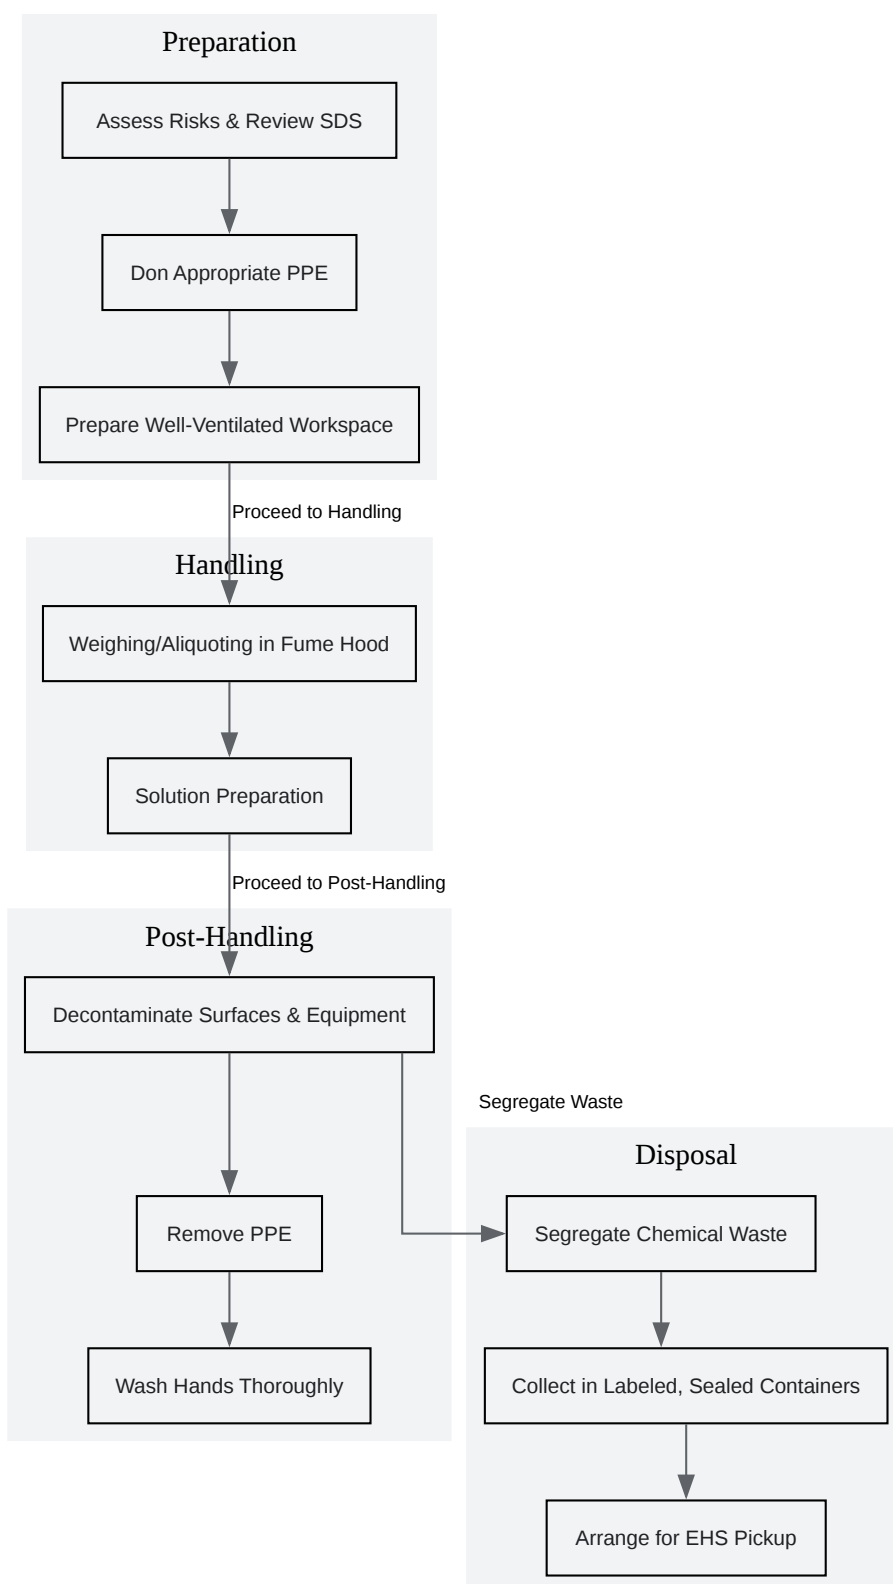 Preparation
Assess Risks & Review SDS
Don Appropriate PPE
Prepare Well-Ventilated Workspace
Proceed to Handling
Handling
Weighing/Aliquoting in Fume Hood
Solution Preparation
Proceed to Post-Handling
Post-Handling
Decontaminate Surfaces & Equipment
Remove PPE
Wash Hands Thoroughly
Segregate Waste
Disposal
Segregate Chemical Waste
Collect in Labeled, Sealed Containers
Arrange for EHS Pickup